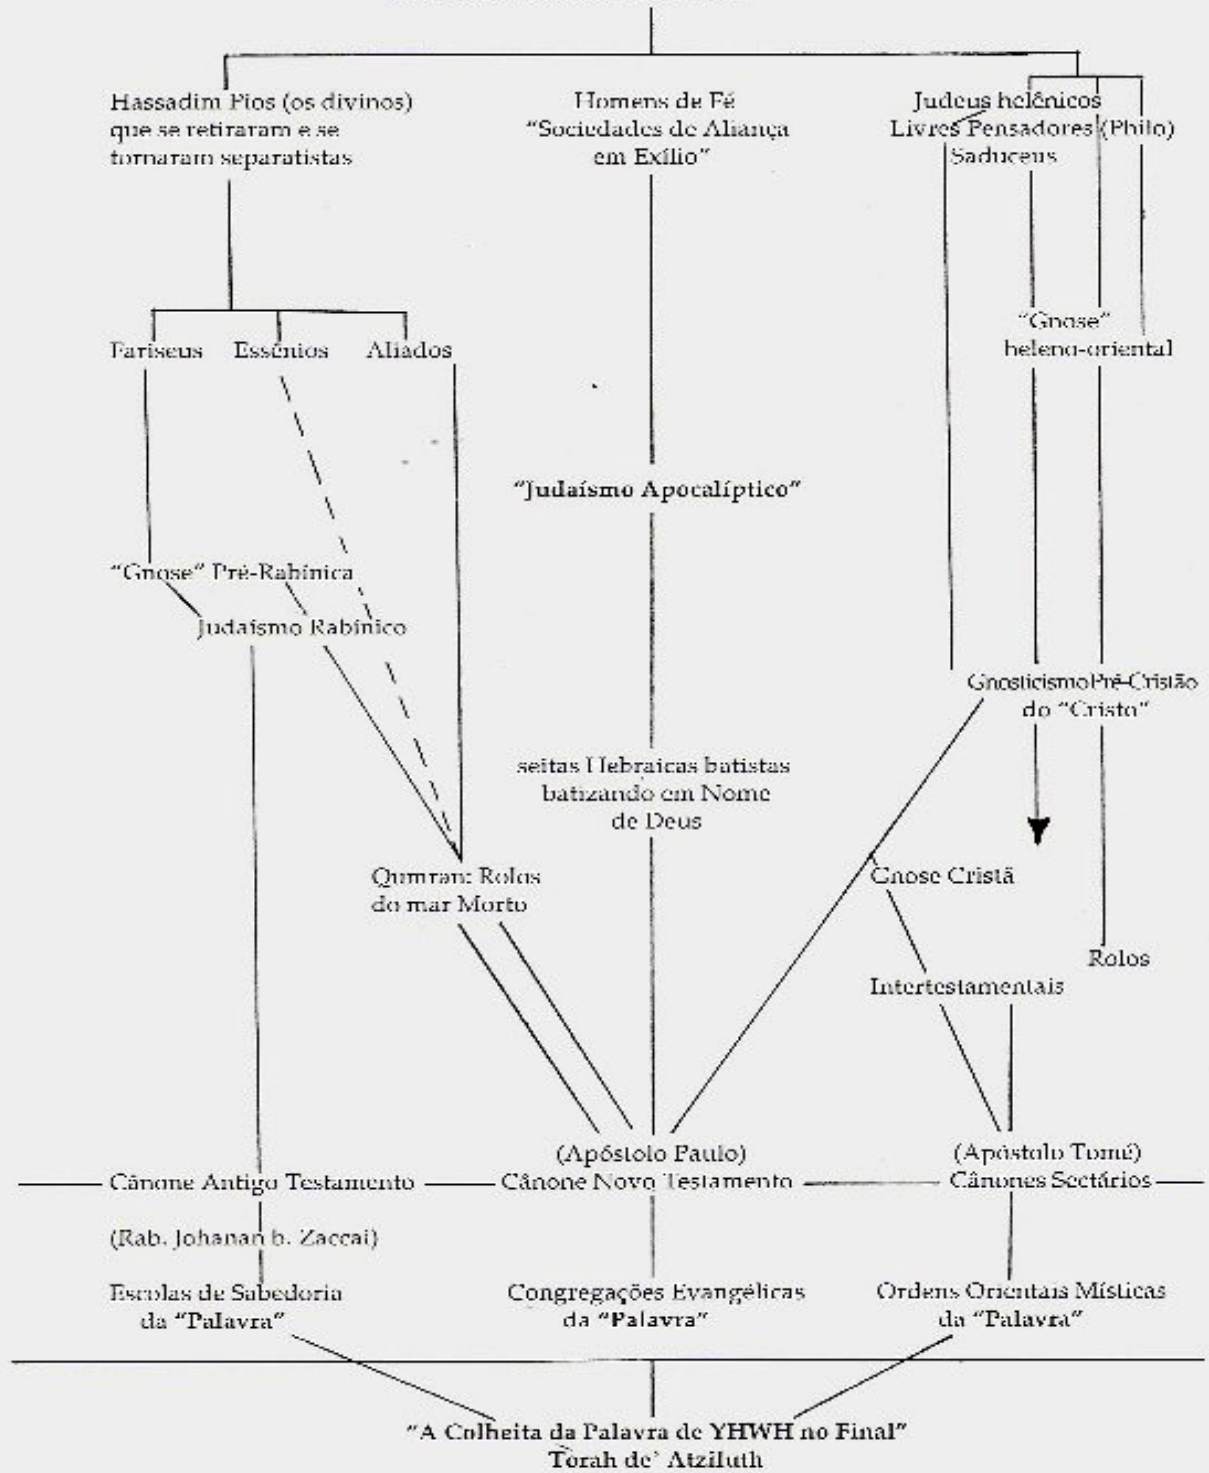 Hassadim Pios (os divinos)
que se retiraram e se
tornaram separatistas
Homens de Fé
“Sociedades de Aliança
em Exílio”
Judeus helênicos
Livres Pensadores (Philo)
Saduceus
Fariseus
Essênios
Aliados
“Gnose”
heleno-oriental
“Judaísmo Apocalíptico”
“Gnose” Pré-Rabínica
Judaísmo Rabínico
Gnosticismo Pré-Cristão
do “Cristo”
seitas Hebraicas batistas
batizando em Nome
de Deus
Qumran: Rolos
do mar Morto
Gnose Cristã
Rolos
Intertestamentais
(Apóstolo Paulo)
(Apóstolo Tomé)
Cânone Antigo Testamento
Cânone Novo Testamento
Cânones Sectários
(Rab. Johanan b. Zaccai)
Escolas de Sabedoria
da “Palavra”
Congregações Evangélicas
da “Palavra”
Ordens Orientais Místicas
da “Palavra”
“A Colheita da Palavra de YHWH no Final”
Torah de’ Atziluth